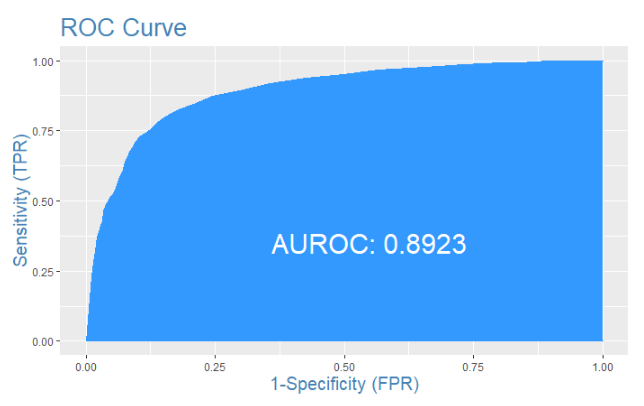 ROC Curve
1.00
0.75
0.50
0.25
0.00
Sensitivity (TPR)
AUROC: 0.8923
0.00 0.25 0.50 0.75 1.00
1-Specificity (FPR)